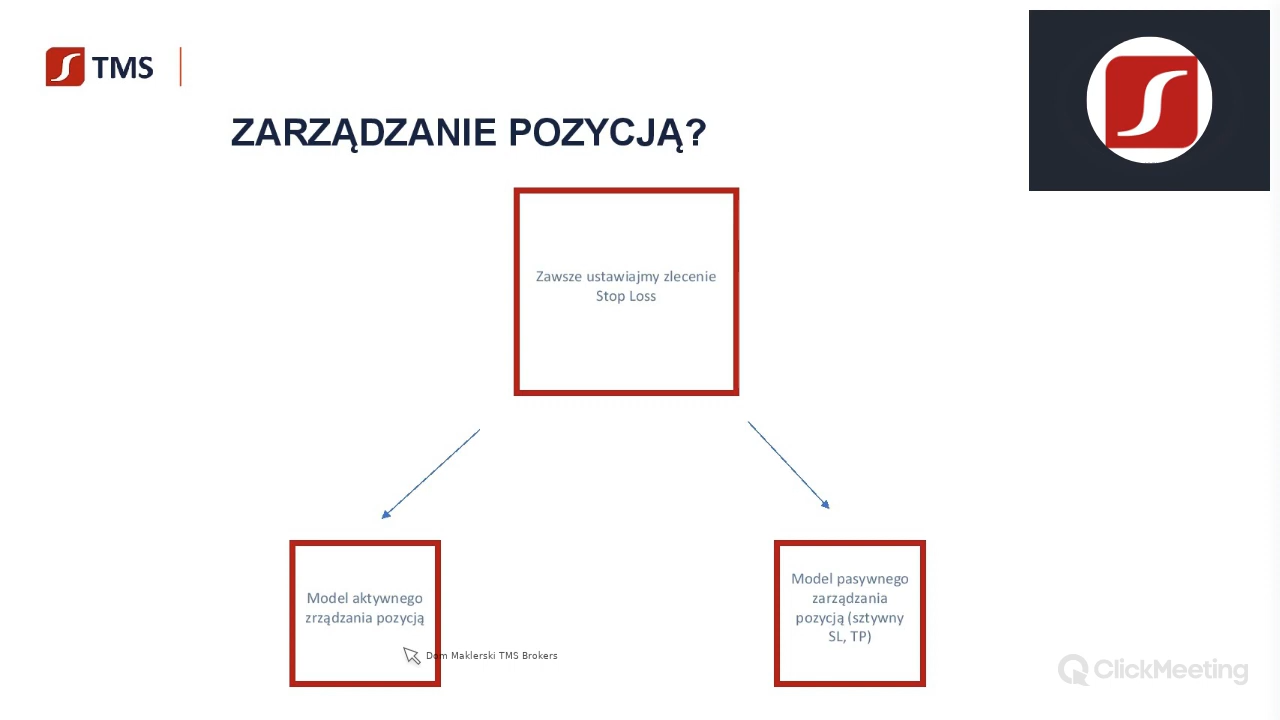 TMS
ZARZĄDZANIE POZYCJĄ?
Zawsze ustawiajmy zlecenie
Stop Loss
Model aktywnego
zrządzania pozycją
Model pasywnego
zarządzania
pozycją (sztywny
SL, TP)
Dom Maklerski TMS Brokers
ClickMeeting